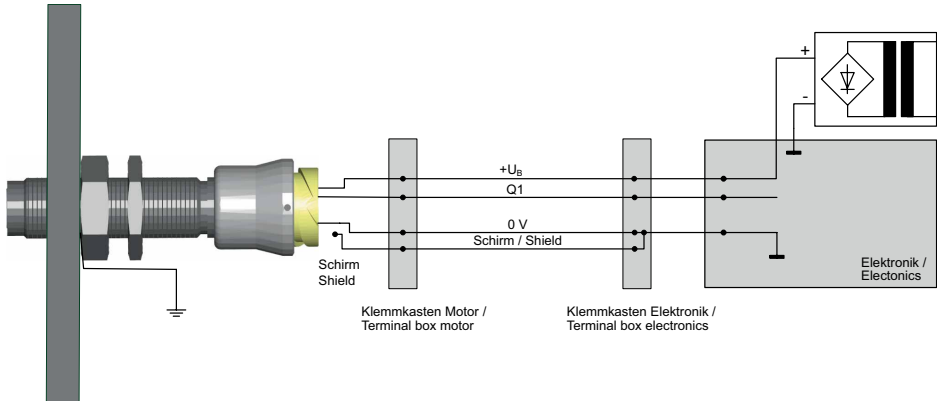 +
-
+U_B
Q1
0 V
Schirm / Shield
Schirm
Shield
Klemmkasten Motor /
Terminal box motor
Klemmkasten Elektronik /
Terminal box electronics
Elektronik /
Electonics